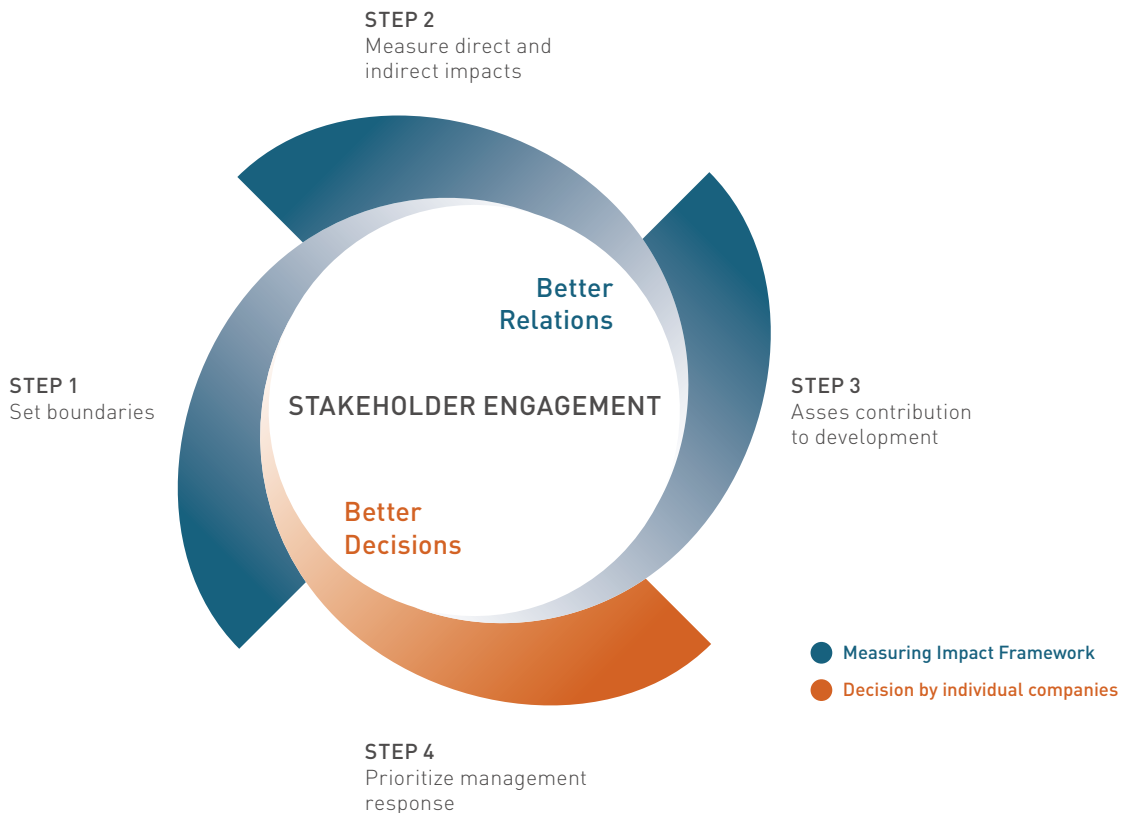 STEP 2
Measure direct and
indirect impacts
Better
Relations
STEP 1
Set boundaries
STAKEHOLDER ENGAGEMENT
STEP 3
Asses contribution
to development
Better
Decisions
Measuring Impact Framework
Decision by individual companies
STEP 4
Prioritize management
response